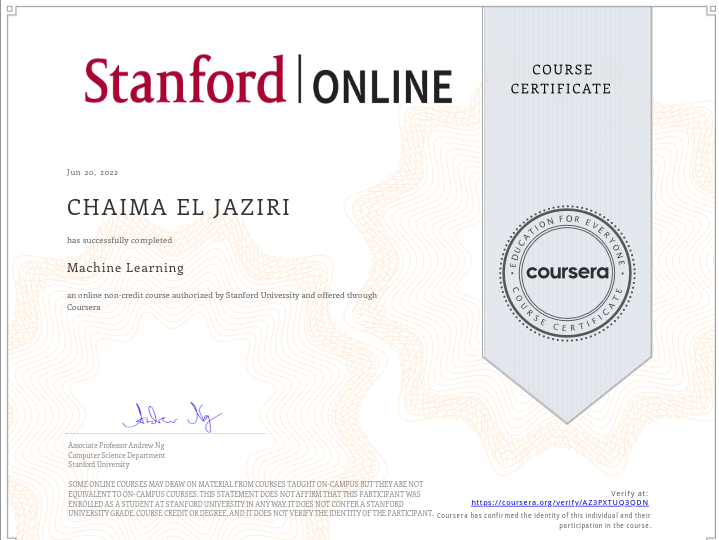 Stanford | ONLINE
COURSE
CERTIFICATE
Jun 20, 2022
CHAIMA EL JAZIRI
has successfully completed
Machine Learning
an online non-credit course authorized by Stanford University and offered through
Coursera
EDUCATION FOR EVERYONE
coursera
COURSE CERTIFICATE
Andrew Ng
Associate Professor Andrew Ng
Computer Science Department
Stanford University
SOME ONLINE COURSES MAY DRAW ON MATERIAL FROM COURSES TAUGHT ON-CAMPUS BUT THEY ARE NOT
EQUIVALENT TO ON-CAMPUS COURSES. THIS STATEMENT DOES NOT AFFIRM THAT THIS PARTICIPANT WAS
ENROLLED AS A STUDENT AT STANFORD UNIVERSITY IN ANY WAY. IT DOES NOT CONFER A STANFORD
UNIVERSITY GRADE, COURSE CREDIT OR DEGREE, AND IT DOES NOT VERIFY THE IDENTITY OF THE PARTICIPANT.
Verify at:
https://coursera.org/verify/AZ3PXTUQ3QDN
Coursera has confirmed the identity of this individual and their
participation in the course.